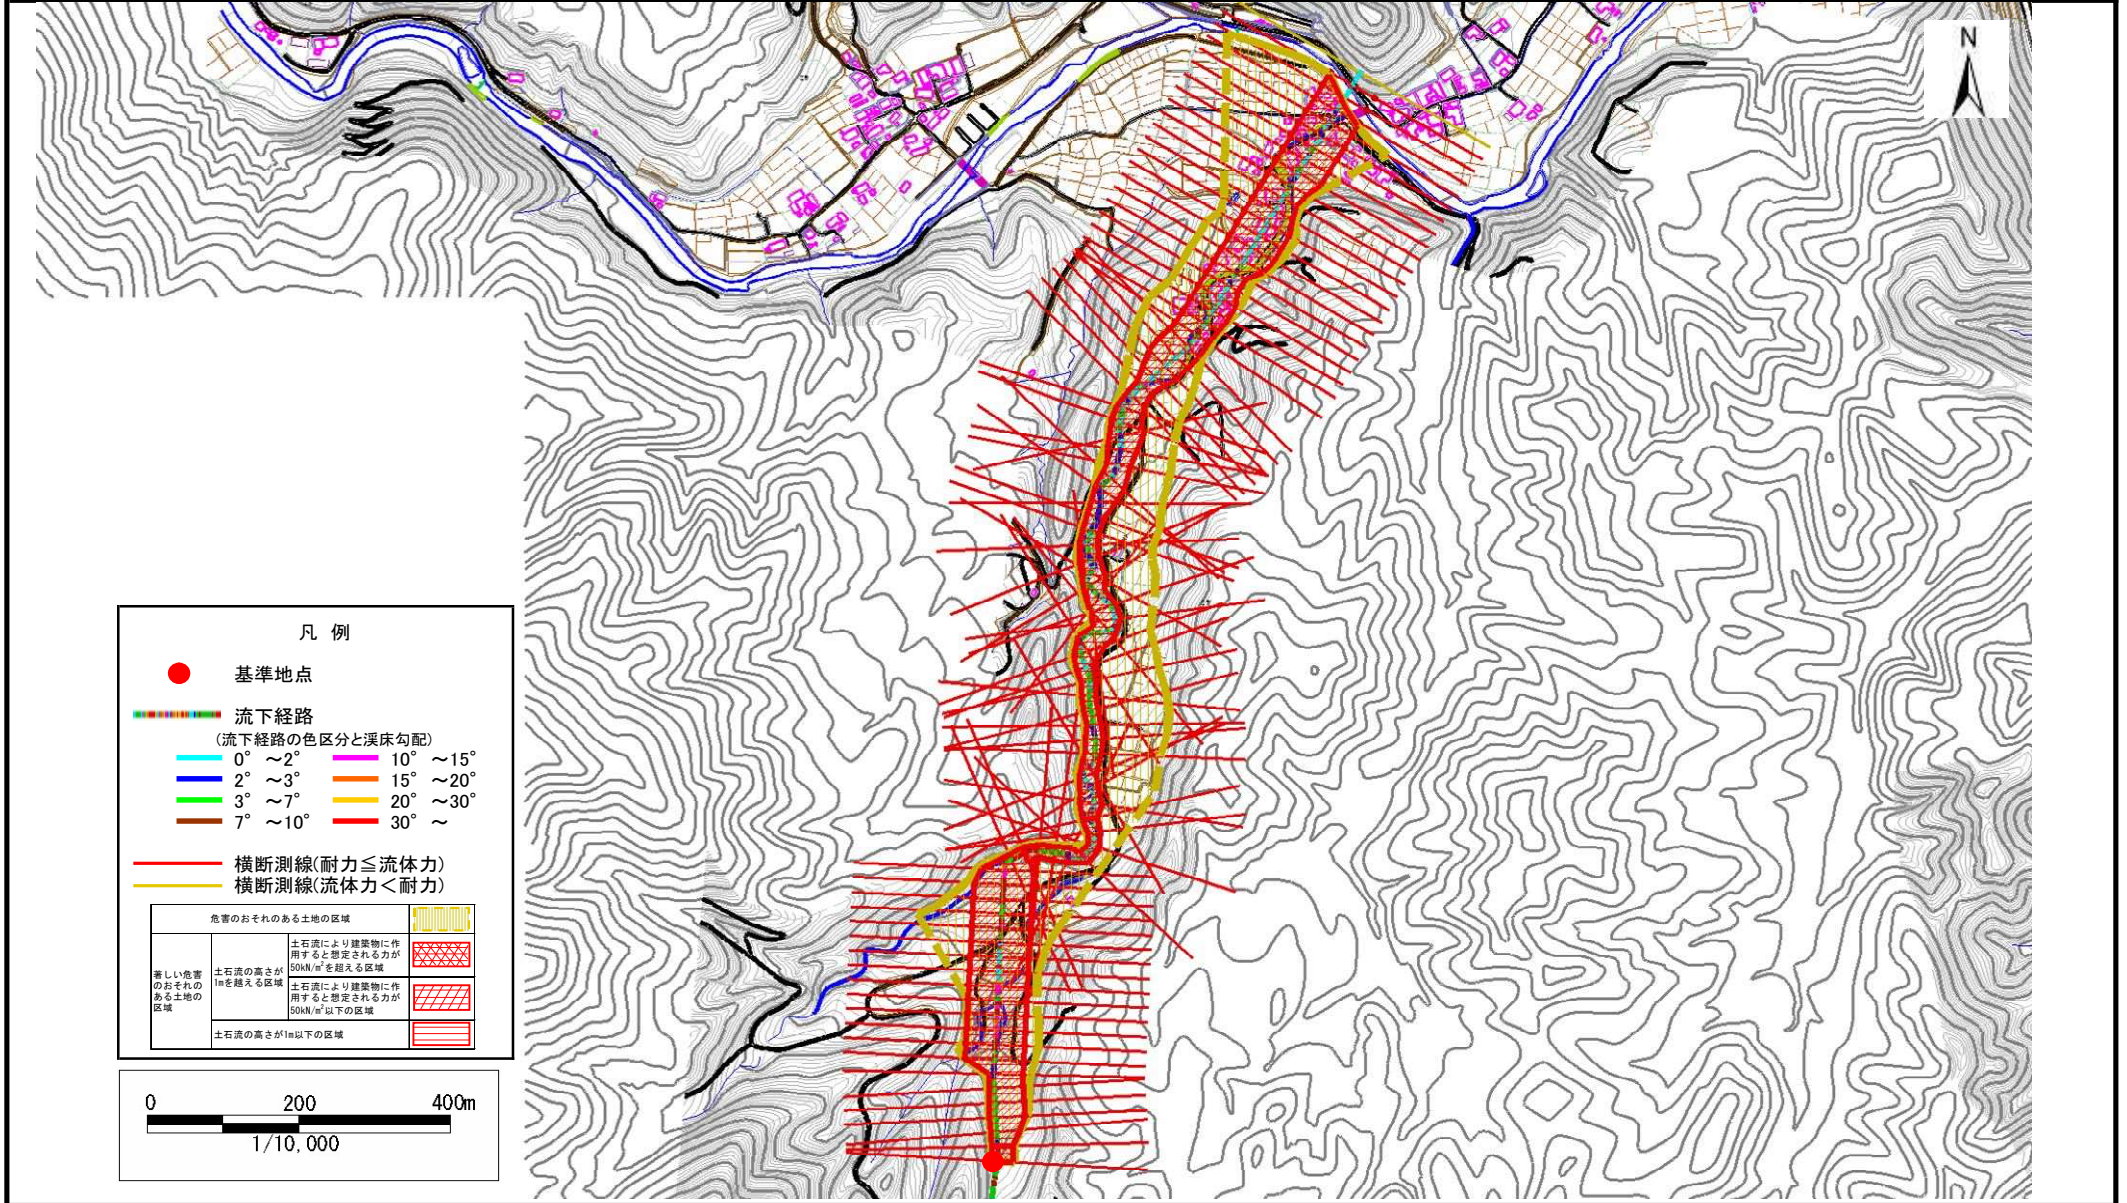 N
凡 例
基準地点
流下経路
(流下経路の色区分と渓床勾配)
0° ～2° 10° ～15°
2° ～3° 15° ～20°
3° ～7° 20° ～30°
7° ～10° 30° ～
横断測線(耐力≦流体力)
横断測線(流体力＜耐力)
危害のおそれのある土地の区域
著しい危害
のおそれの
ある土地の
区域
土石流の高さが
1mを越える区域
土石流により建築物に作
用すると想定される力が
50kN/m²を超える区域
土石流により建築物に作
用すると想定される力が
50kN/m²以下の区域
土石流の高さが1m以下の区域
0 200 400m
1/10,000